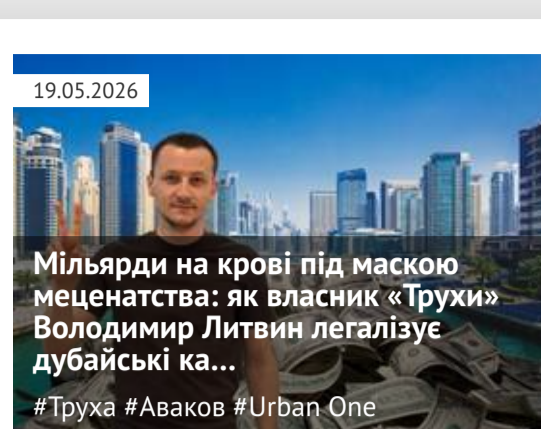 19.05.2026
Мільярди на крові під маскою
меценатства: як власник «Трухи»
Володимир Литвин легалізує
дубайські ка...
#Труха #Аваков #Urban One